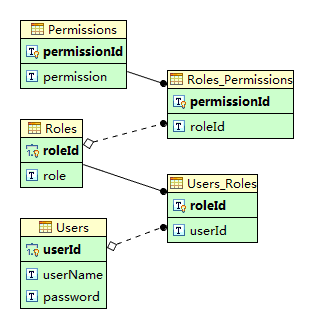 Permissions
permissionId
permission
Roles_Permissions
permissionId
roleId
Roles
roleId
role
Users_Roles
roleId
userId
Users
userId
userName
password